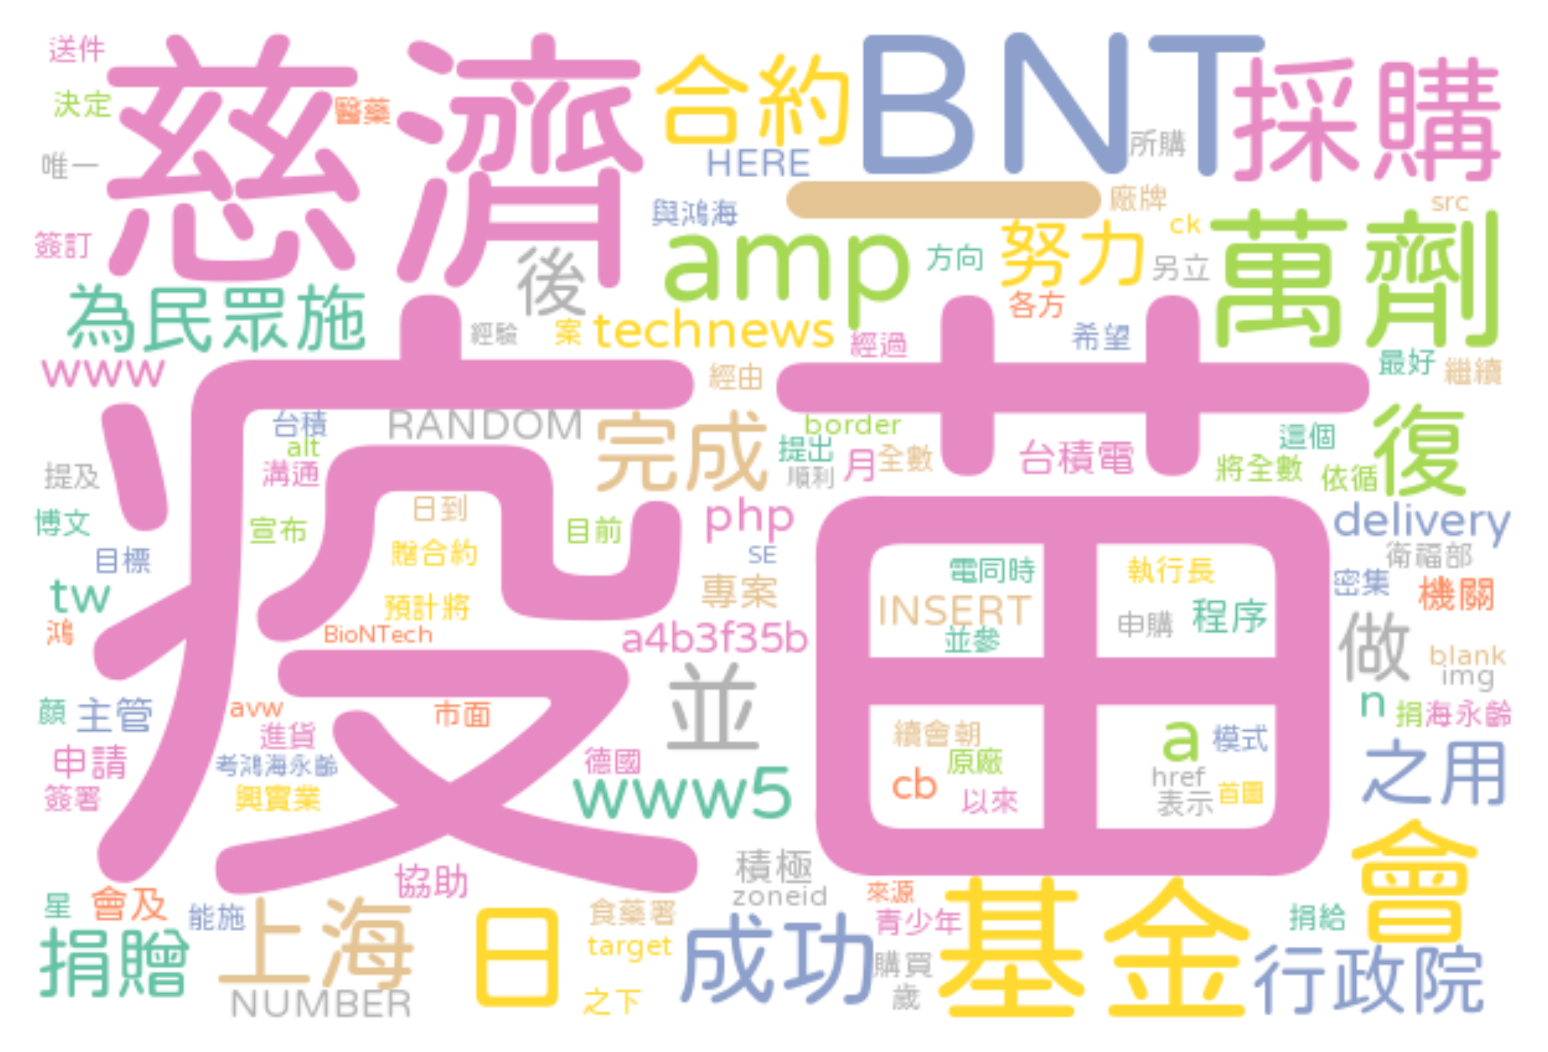 送件
慈濟
合約
BNT
採購
決定
醫藥
唯一
HERE
所購
廠牌
src
與鴻海
簽訂
後
amp
方向
努力
ck
另立
萬劑
為民眾施
經驗
案
technews
經過
各方
希望
www
疫苗
經由
最好
繼續
台積
RANDOM
完成
border
這個
復
alt
提出
月
全數
台積電
提及
溝通
順利
將全數
依循
日到
博文
宣布
目前
php
delivery
目標
贈合約
SE
電同時
執行長
衛福部
tw
預計將
專案
INSERT
申購
程序
密集
機關
鴻
BioNTech
a4b3f35b
並參
做
blank
img
顏
主管
avw
市面
並
續會朝
a
模式
n
捐海永齡
申請
進貨
考鴻海永齡
德國
原廠
href
之用
簽署
興實業
www5
cb
以來
表示
首圖
協助
積極
zoneid
會
星
會及
能施
上海
日
食藥署
來源
基金
捐給
捐贈
target
成功
青少年
行政院
NUMBER
之下
購買
歲